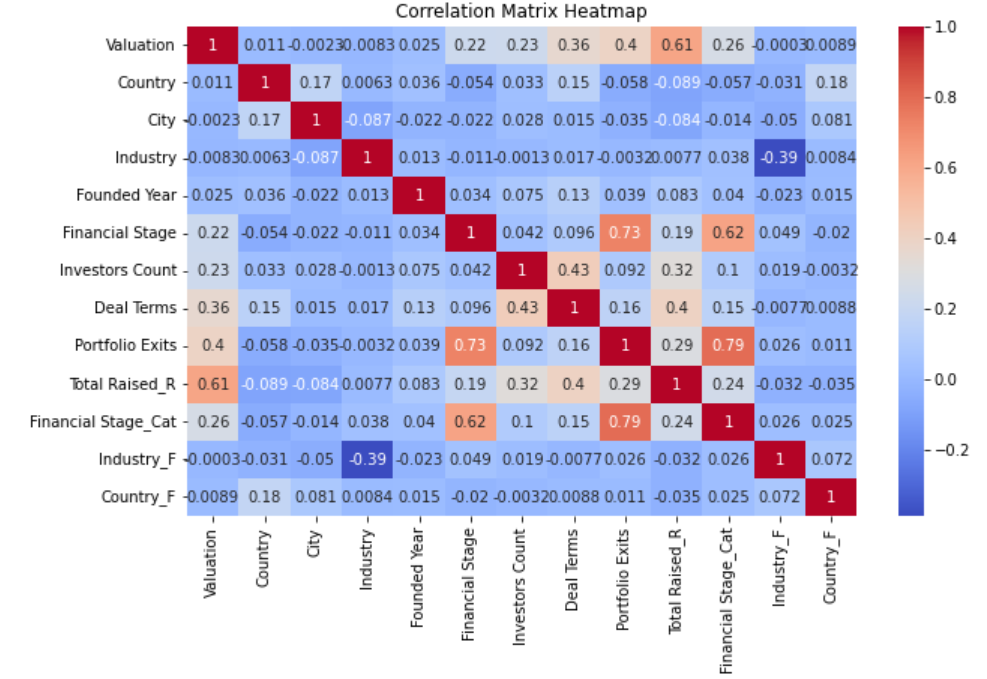 Correlation Matrix Heatmap
Valuation 1 0.011 -0.0023 0.0083 0.025 0.22 0.23 0.36 0.4 0.61 0.26 -0.0003 0.0089
Country 0.011 1 0.17 0.0063 0.036 -0.054 0.033 0.15 -0.058 -0.089 -0.057 -0.031 0.18
City -0.0023 0.17 1 -0.087 -0.022 -0.022 0.028 0.015 -0.035 -0.084 -0.014 -0.05 0.081
Industry -0.0083 0.0063 -0.087 1 0.013 -0.011 -0.0013 0.017 -0.0032 0.0077 0.038 -0.39 0.0084
Founded Year 0.025 0.036 -0.022 0.013 1 0.034 0.075 0.13 0.039 0.083 0.04 -0.023 0.015
Financial Stage 0.22 -0.054 -0.022 -0.011 0.034 1 0.042 0.096 0.73 0.19 0.62 0.049 -0.02
Investors Count 0.23 0.033 0.028 -0.0013 0.075 0.042 1 0.43 0.092 0.32 0.1 0.019 -0.0032
Deal Terms 0.36 0.15 0.015 0.017 0.13 0.096 0.43 1 0.16 0.4 0.15 -0.0077 0.0088
Portfolio Exits 0.4 -0.058 -0.035 -0.0032 0.039 0.73 0.092 0.16 1 0.29 0.79 0.026 0.011
Total Raised_R 0.61 -0.089 -0.084 0.0077 0.083 0.19 0.32 0.4 0.29 1 0.24 -0.032 -0.035
Financial Stage_Cat 0.26 -0.057 -0.014 0.038 0.04 0.62 0.1 0.15 0.79 0.24 1 0.026 0.025
Industry_F -0.0003 -0.031 -0.05 -0.39 -0.023 0.049 0.019 -0.0077 0.026 -0.032 0.026 1 0.072
Country_F 0.0089 0.18 0.081 0.0084 0.015 -0.02 -0.0032 0.0088 0.011 -0.035 0.025 0.072 1
Valuation
Country
City
Industry
Founded Year
Financial Stage
Investors Count
Deal Terms
Portfolio Exits
Total Raised_R
Financial Stage_Cat
Industry_F
Country_F
1.0
0.8
0.6
0.4
0.2
0.0
-0.2